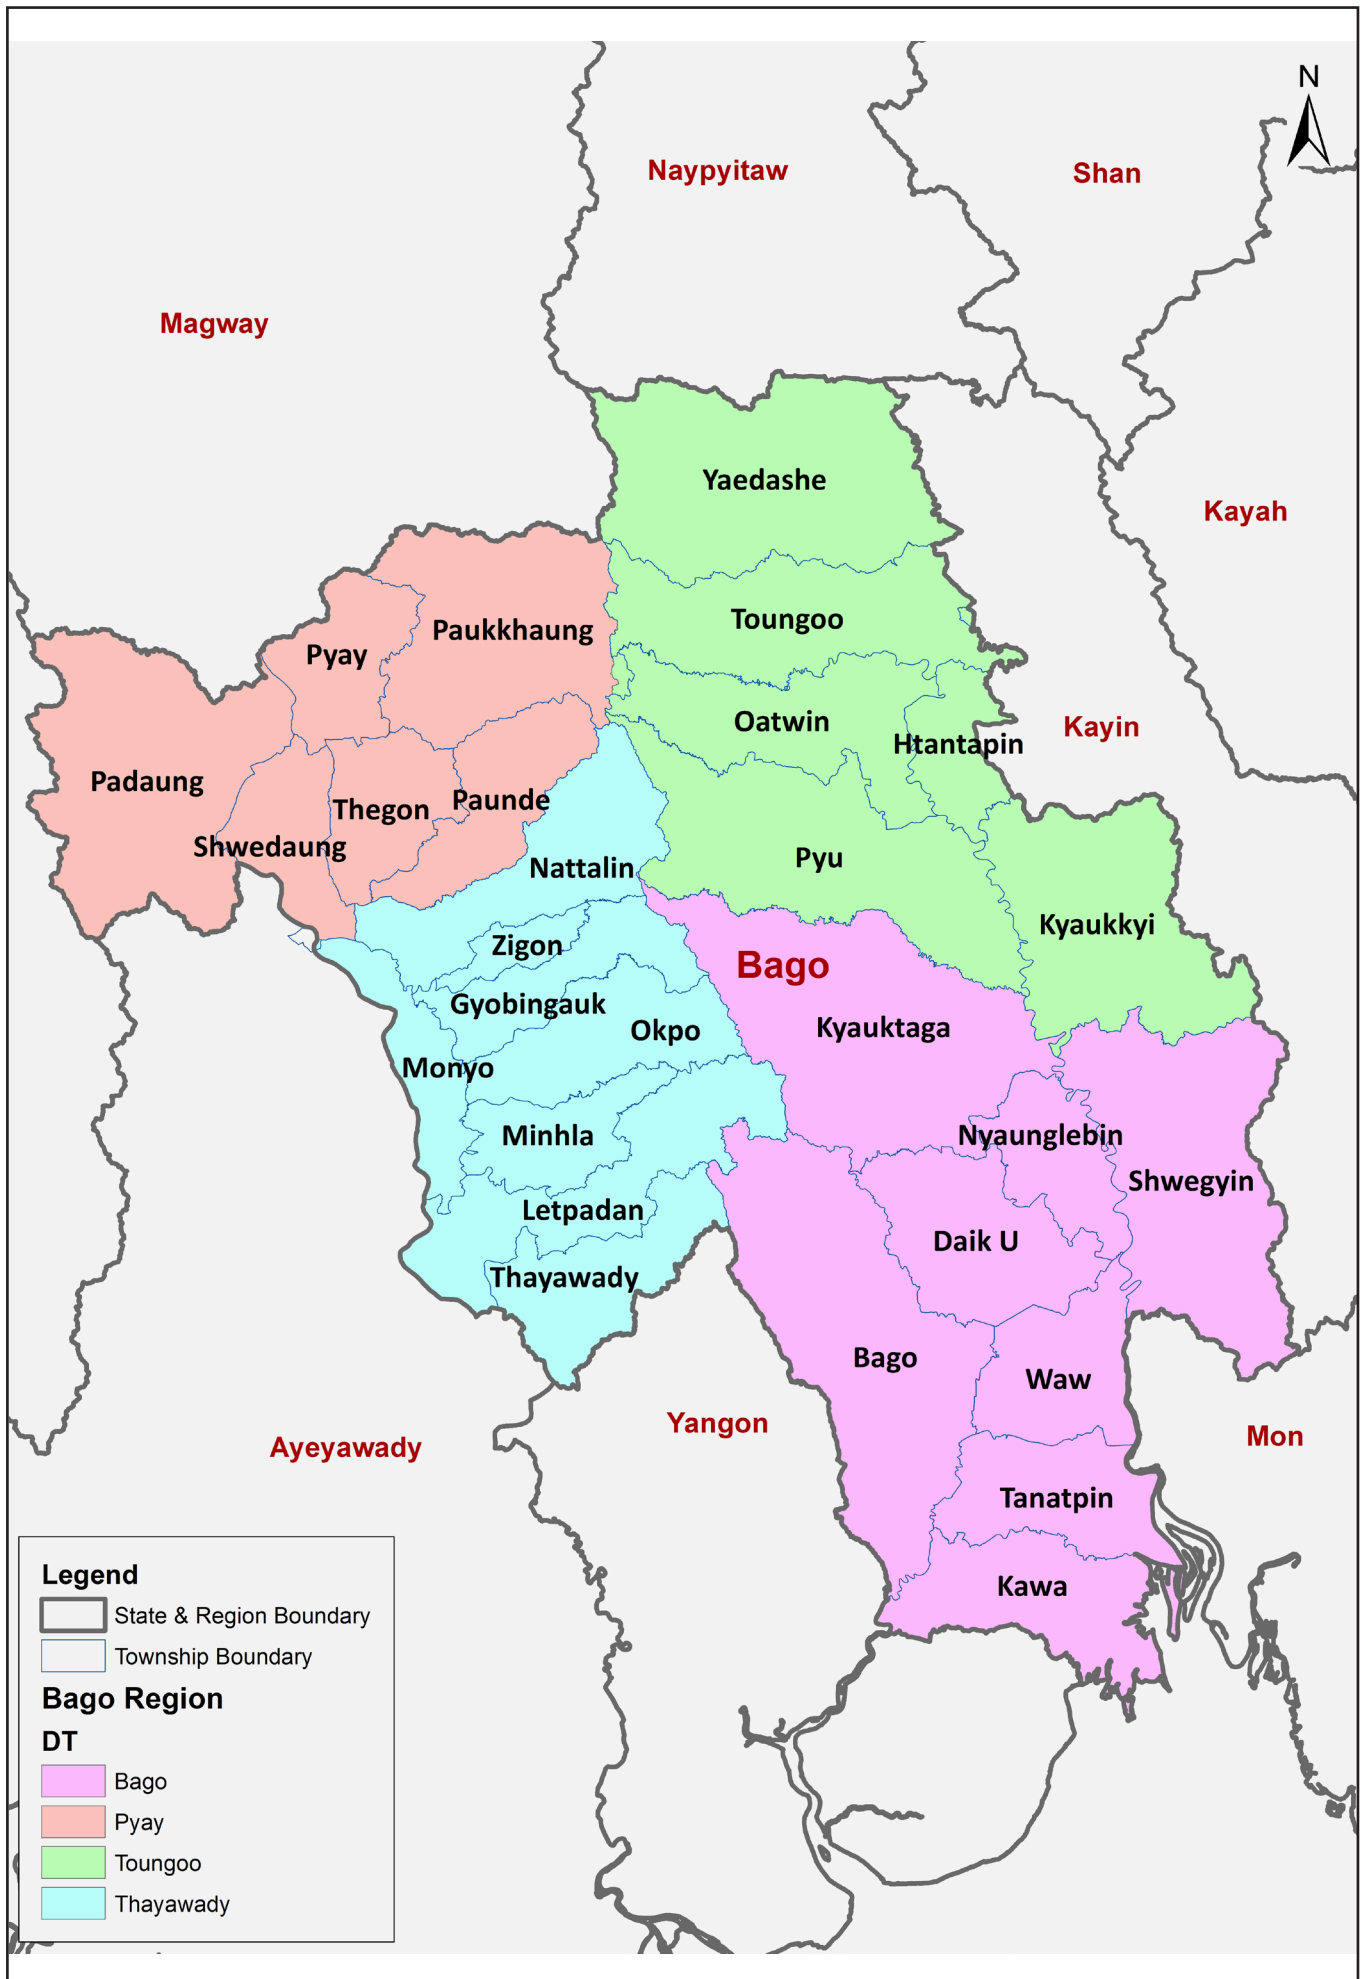 N
Naypyitaw
Shan
Magway
Yaedashe
Kayah
Toungoo
Paukkhaung
Pyay
Oatwin
Kayin
Htantapin
Padaung
Paunde
Thegon
Shwedaung
Pyu
Nattalin
Kyaukkyi
Zigon
Bago
Gyobingauk
Kyauktaga
Okpo
Monyo
Minhla
Nyaunglebin
Shwegyin
Letpadan
Daik U
Thayawady
Bago
Waw
Yangon
Mon
Ayeyawady
Tanatpin
Kawa
Legend
State & Region Boundary
Township Boundary
Bago Region
DT
Bago
Pyay
Toungoo
Thayawady